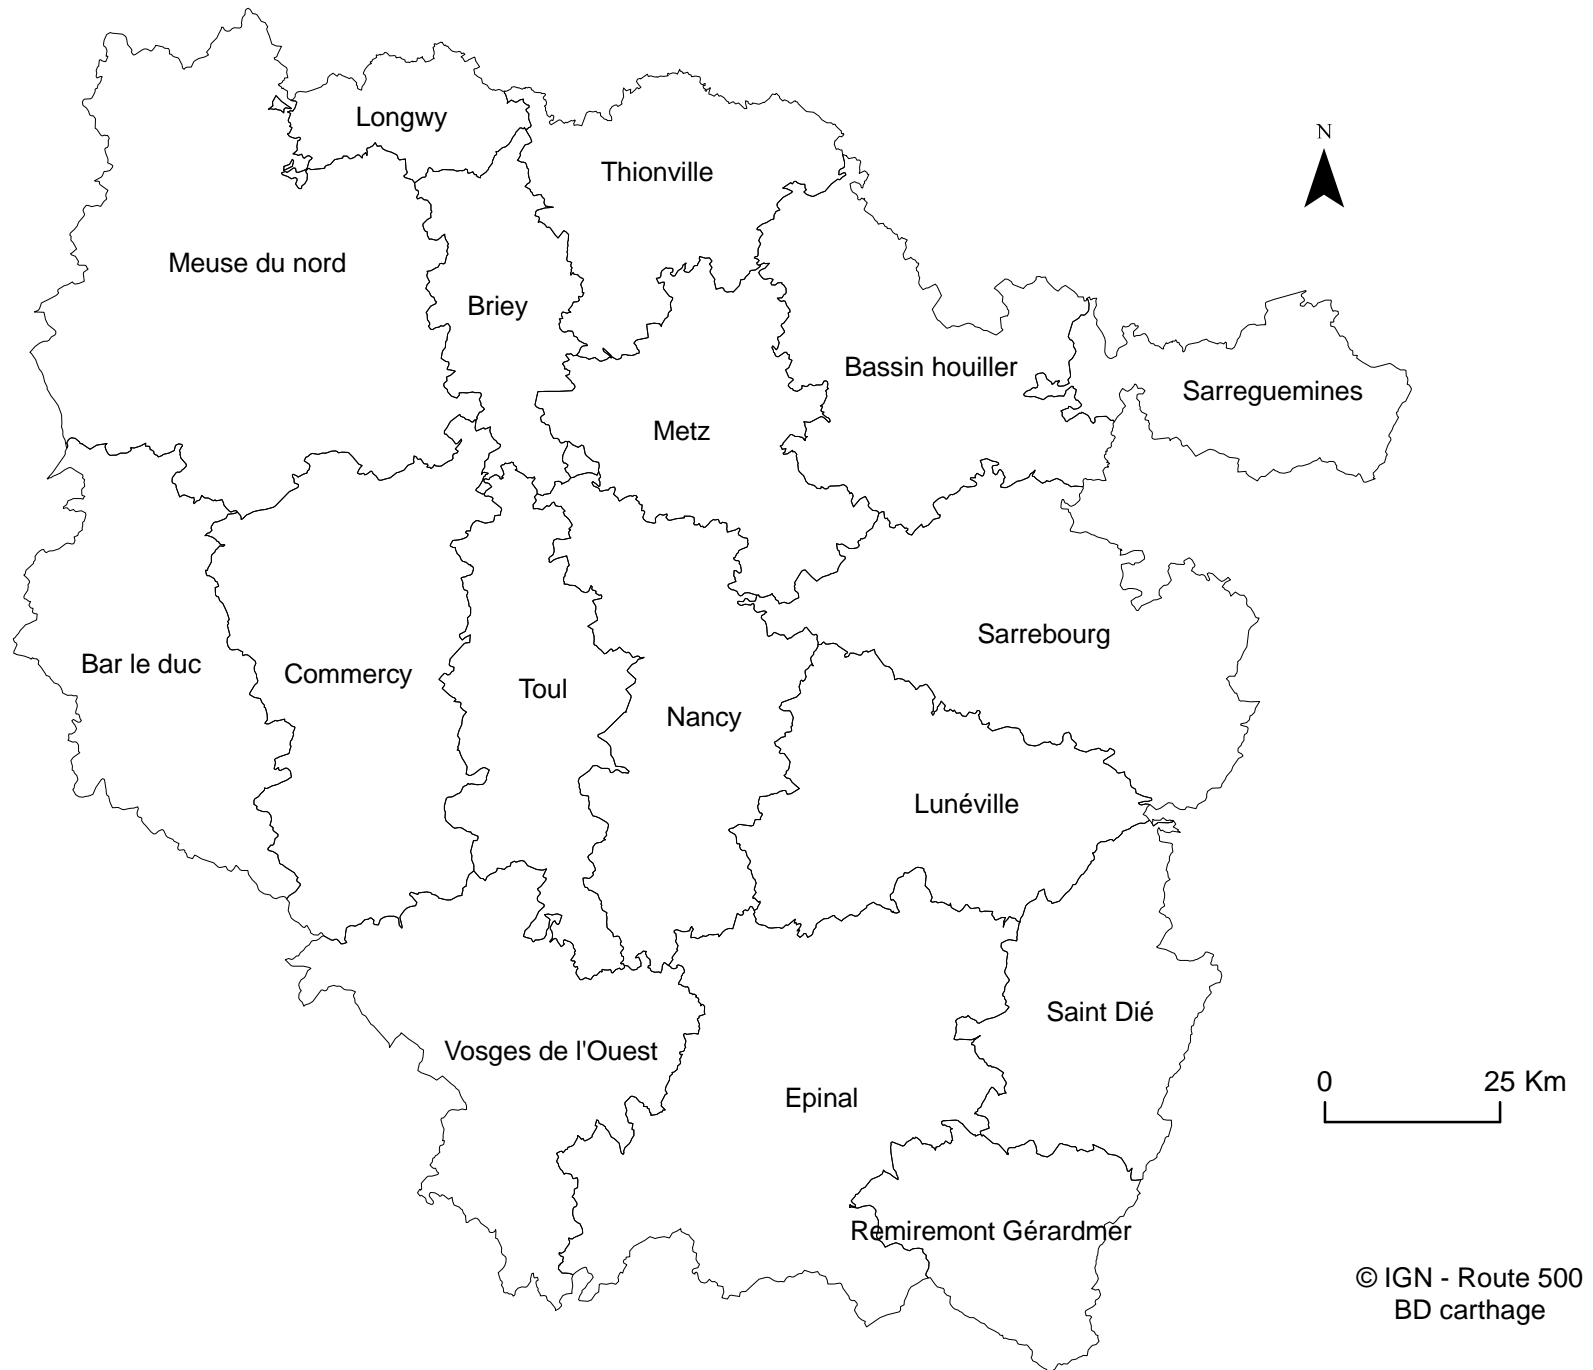 Longwy
N
Thionville
Meuse du nord
Briey
Bassin houiller
Sarreguemines
Metz
Sarrebourg
Bar le duc
Commercy
Toul
Nancy
Lunéville
Saint Dié
Vosges de l'Ouest
0 25 Km
Epinal
Remiremont Gérardmer
© IGN - Route 500
BD carthage